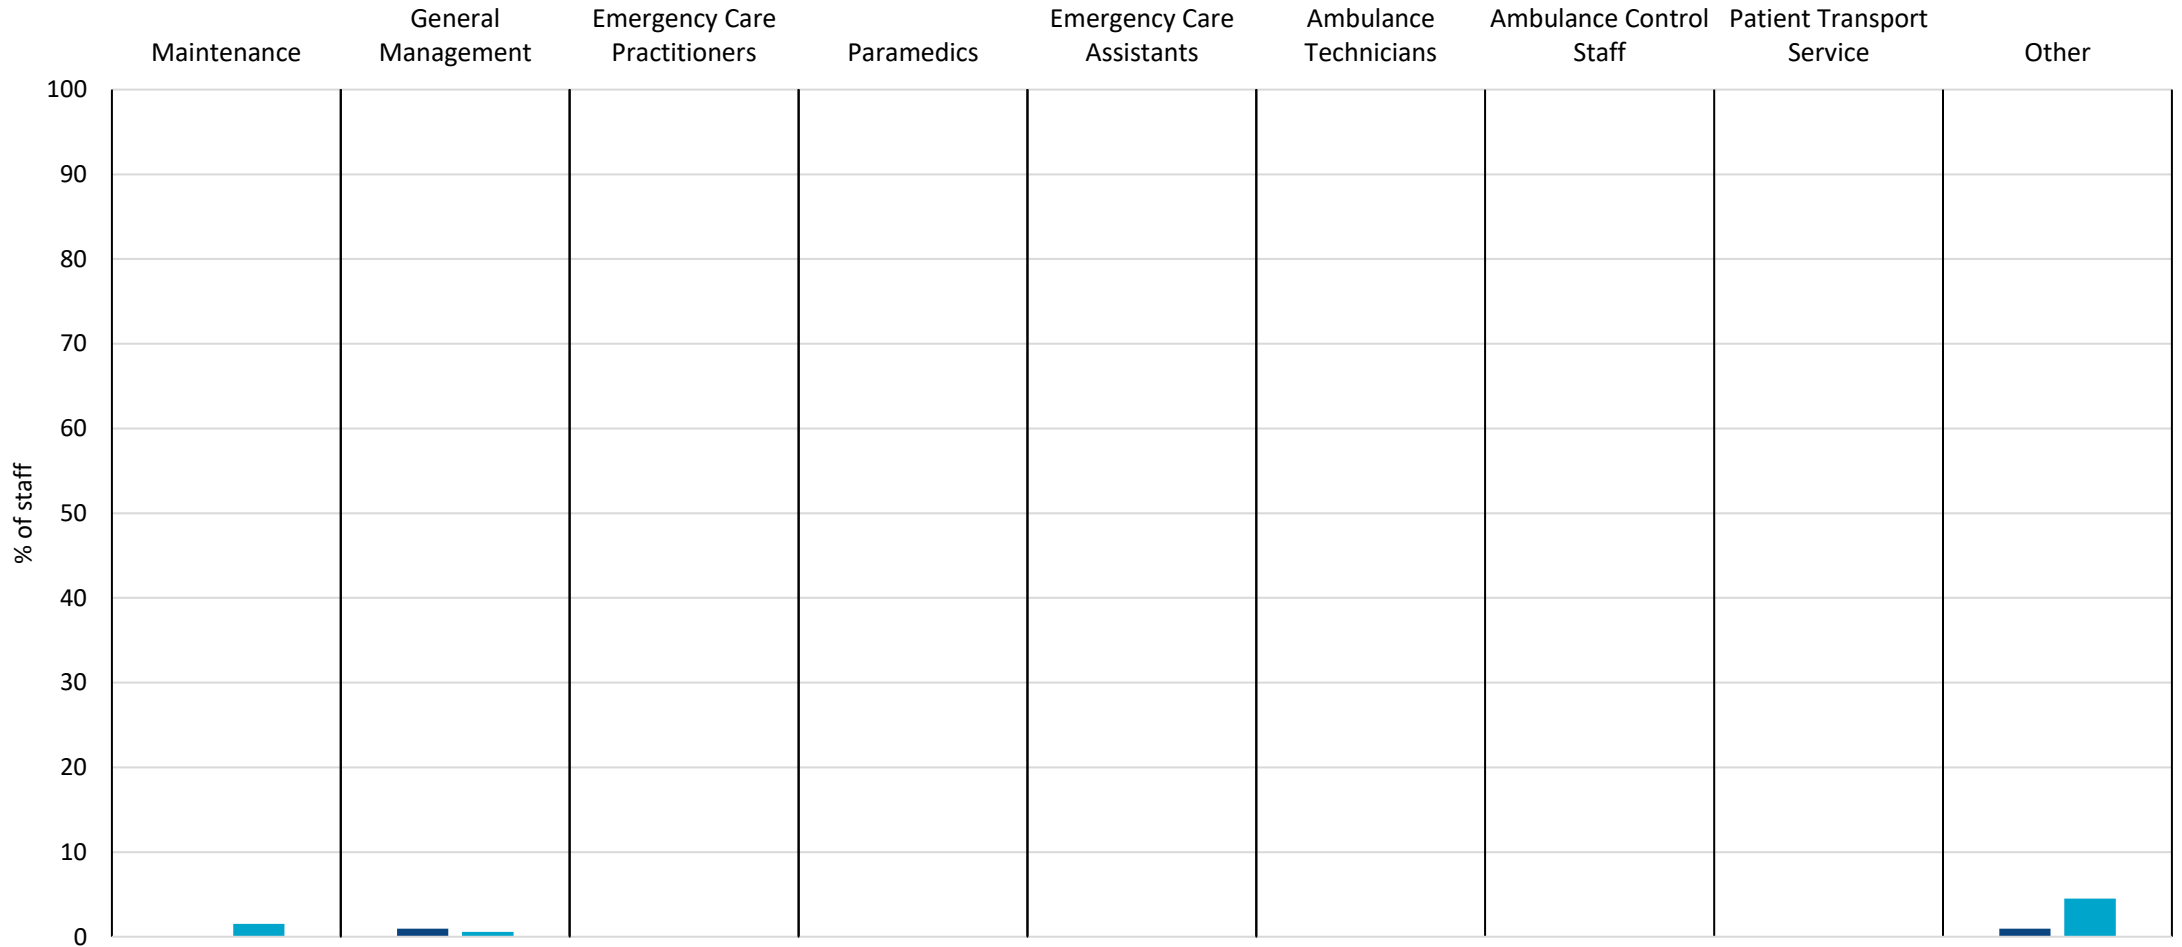 Maintenance
General
Management
Emergency Care
Practitioners
Paramedics
Emergency Care
Assistants
Ambulance
Technicians
Ambulance Control
Staff
Patient Transport
Service
Other
% of staff
100
90
80
70
60
50
40
30
20
10
0